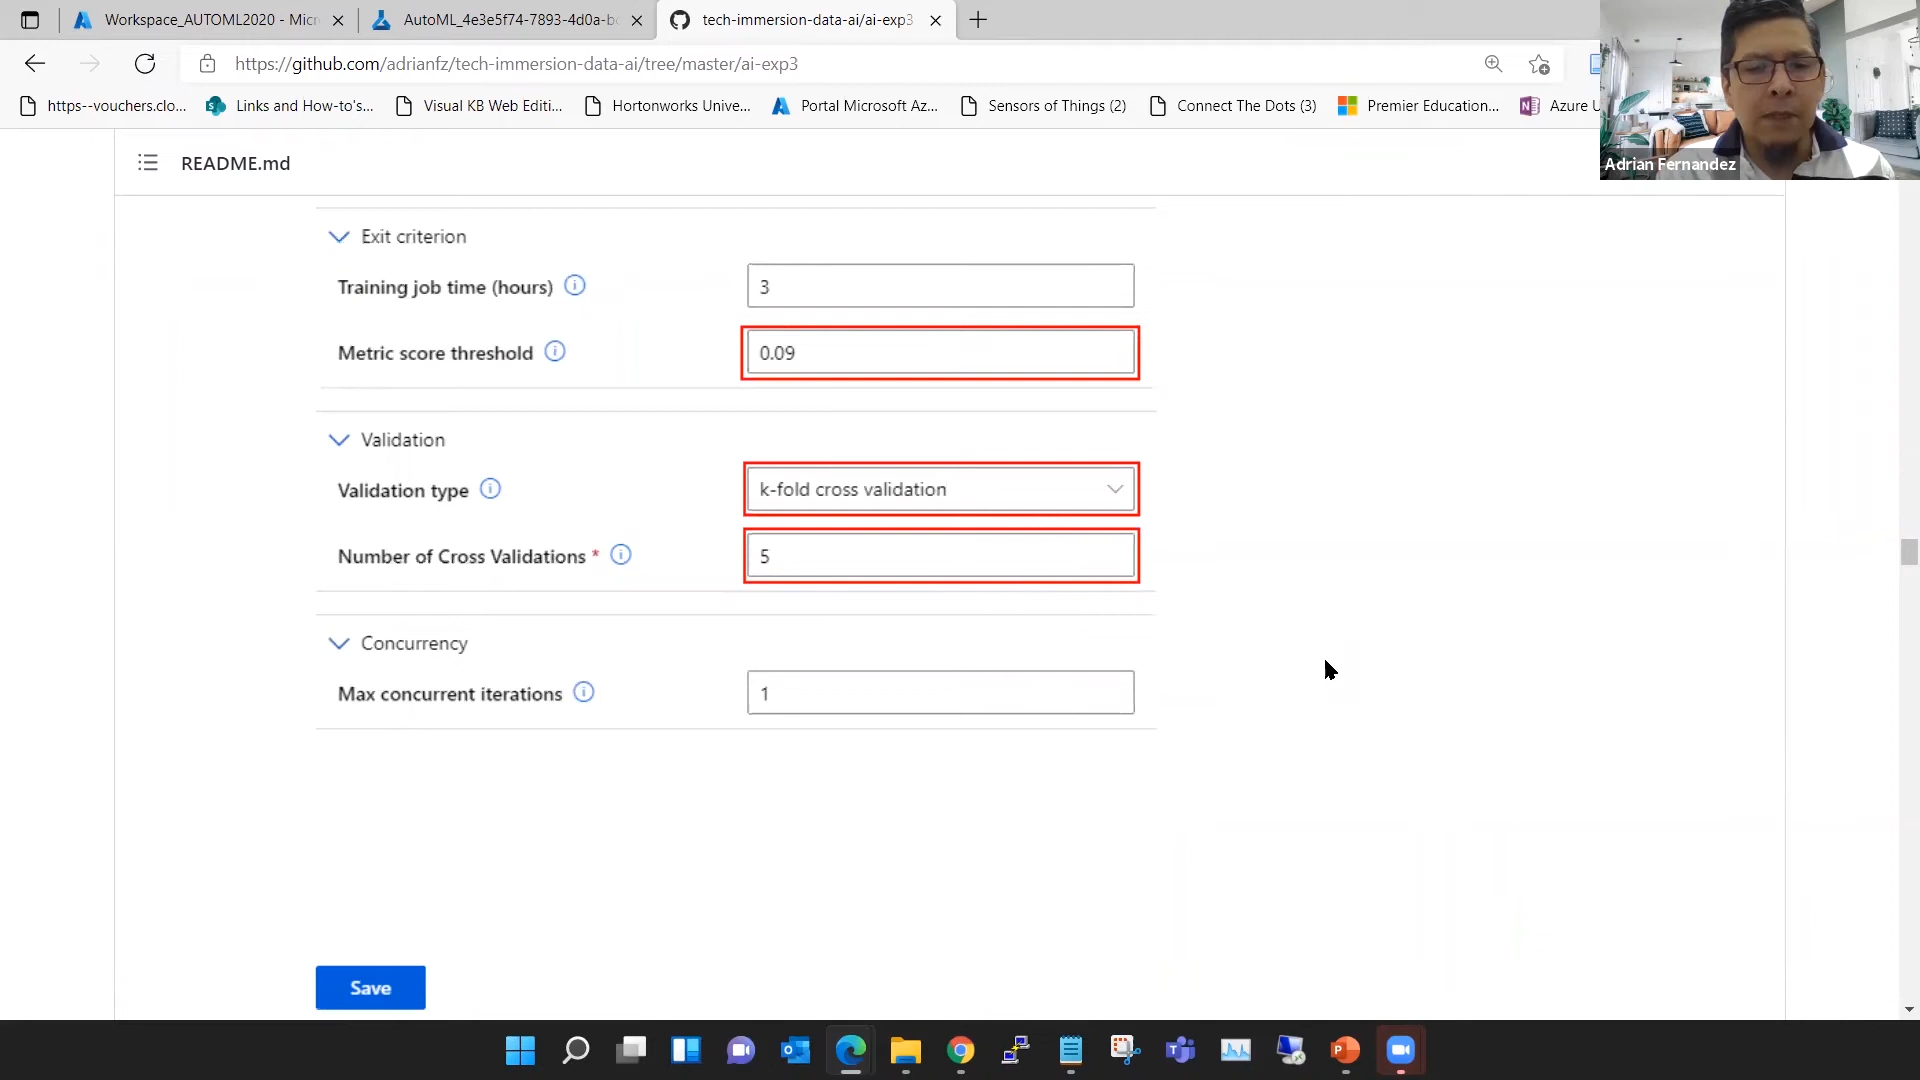 Workspace_AUTOML2020 - Mic
AutoML_4e3e5f74-7893-4d0a-b
tech-immersion-data-ai/ai-exp3
https://github.com/adrianfz/tech-immersion-data-ai/tree/master/ai-exp3
https--vouchers.clo...
Links and How-to's...
Visual KB Web Editi...
Hortonworks Unive...
Portal Microsoft Az...
Sensors of Things (2)
Connect The Dots (3)
Premier Education...
Azure U
Adrian Fernandez
README.md
Exit criterion
Training job time (hours)
3
Metric score threshold
0.09
Validation
Validation type
k-fold cross validation
Number of Cross Validations *
5
Concurrency
Max concurrent iterations
1
Save